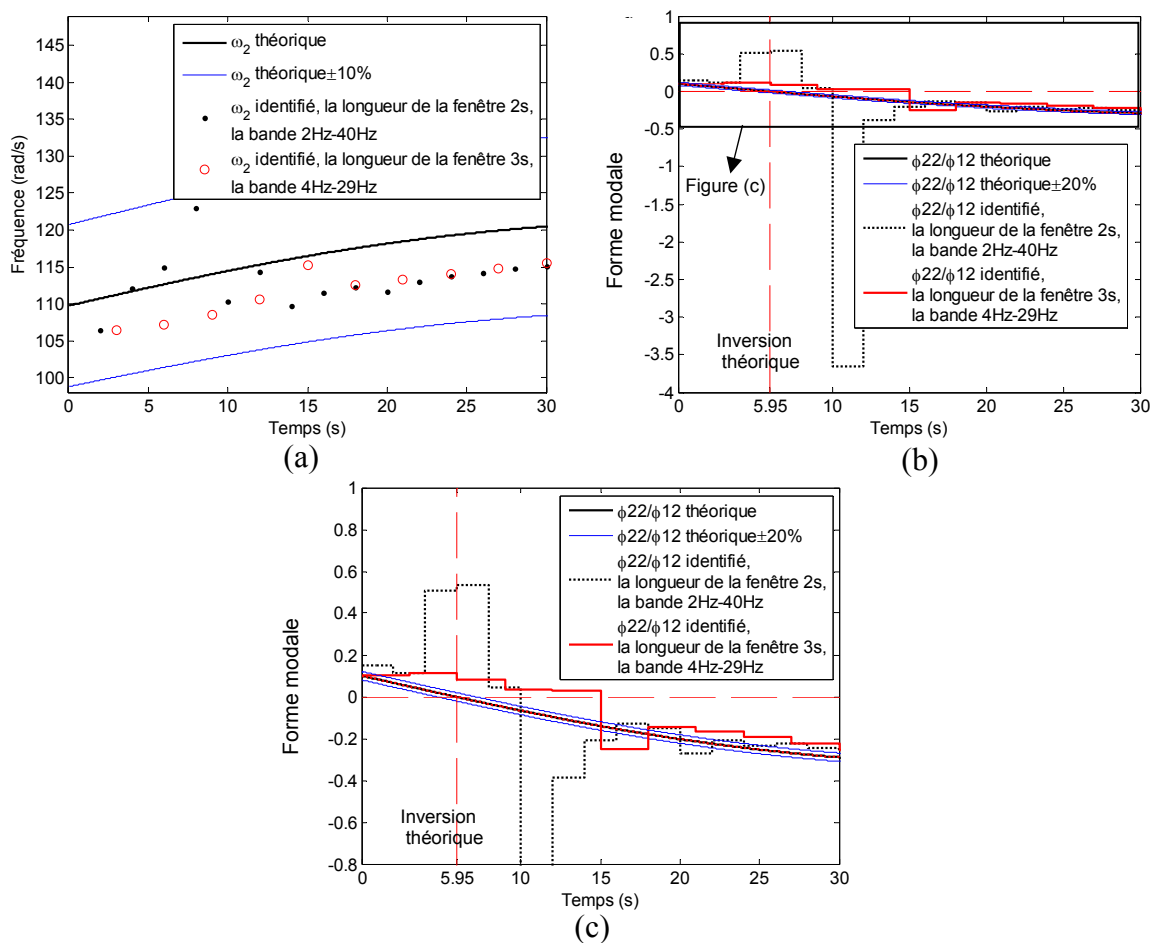 145
140
135
130
125
120
115
110
105
100
Fréquence (rad/s)
ω2 théorique
ω2 théorique±10%
ω2 identifié, la longueur de la fenêtre 2s,
la bande 2Hz-40Hz
ω2 identifié, la longueur de la fenêtre 3s,
la bande 4Hz-29Hz
0 5 10 15 20 25 30
Temps (s)
(a)
1
0.5
0
-0.5
-1
-1.5
-2
-2.5
-3
-3.5
-4
Forme modale
Figure (c)
ϕ22/ϕ12 théorique
ϕ22/ϕ12 théorique±20%
ϕ22/ϕ12 identifié,
la longueur de la fenêtre 2s,
la bande 2Hz-40Hz
ϕ22/ϕ12 identifié,
la longueur de la fenêtre 3s,
la bande 4Hz-29Hz
Inversion
théorique
0 5.95 10 15 20 25 30
Temps (s)
(b)
1
0.8
0.6
0.4
0.2
0
-0.2
-0.4
-0.6
-0.8
Forme modale
ϕ22/ϕ12 théorique
ϕ22/ϕ12 théorique±20%
ϕ22/ϕ12 identifié,
la longueur de la fenêtre 2s,
la bande 2Hz-40Hz
ϕ22/ϕ12 identifié,
la longueur de la fenêtre 3s,
la bande 4Hz-29Hz
Inversion
théorique
0 5.95 10 15 20 25 30
Temps (s)
(c)